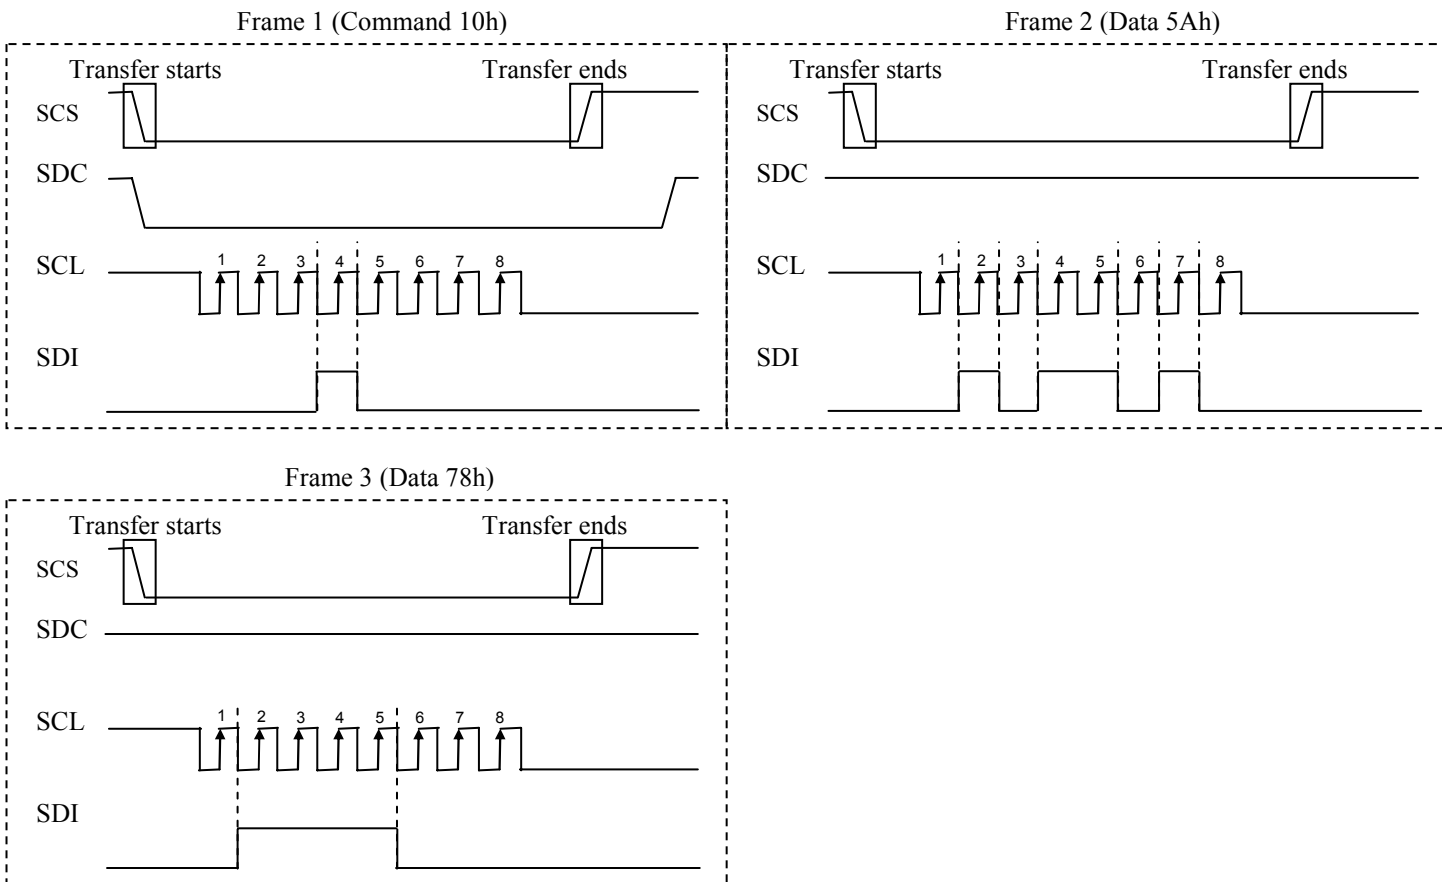 Frame 1 (Command 10h)
Transfer starts
Transfer ends
SCS
SDC
SCL
1 2 3 4 5 6 7 8
SDI
Frame 2 (Data 5Ah)
Transfer starts
Transfer ends
SCS
SDC
SCL
1 2 3 4 5 6 7 8
SDI
Frame 3 (Data 78h)
Transfer starts
Transfer ends
SCS
SDC
SCL
1 2 3 4 5 6 7 8
SDI